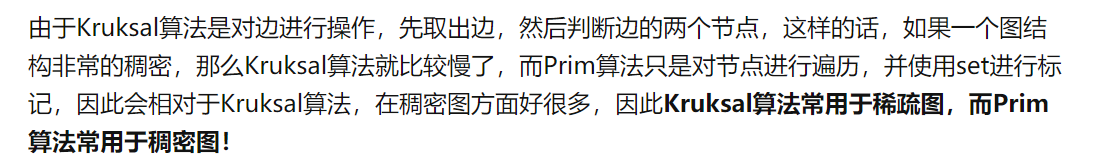 由于Kruksal算法是对边进行操作，先取出边，然后判断边的两个节点，这样的话，如果一个图结
构非常的稠密，那么Kruksal算法就比较慢了，而Prim算法只是对节点进行遍历，并使用set进行标
记，因此会相对于Kruksal算法，在稠密图方面好很多，因此Kruksal算法常用于稀疏图，而Prim
算法常用于稠密图！